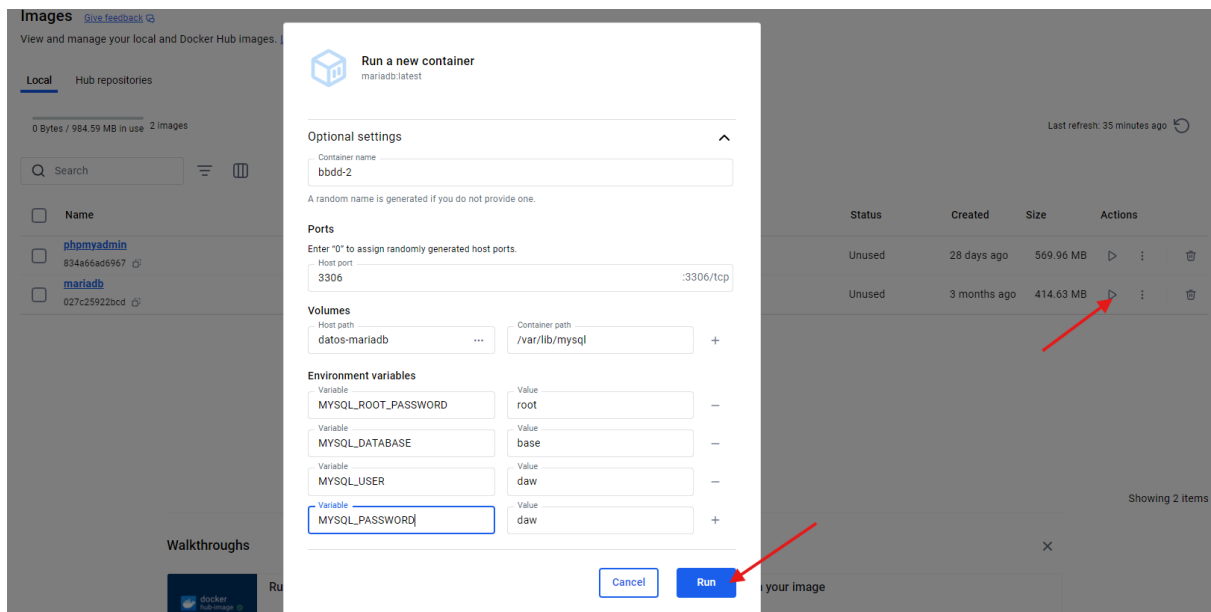 Images Give feedback
View and manage your local and Docker Hub images.
Local Hub repositories
0 Bytes / 984.59 MB in use 2 images
Last refresh: 35 minutes ago
Search
Name Status Created Size Actions
phpmyadmin
834a66ad6967 Unused 28 days ago 569.96 MB
mariadb
027c25922bcd Unused 3 months ago 414.63 MB
Showing 2 items
Walkthroughs
Ru
your image
docker
hub-image
Run a new container
mariadb:latest
Optional settings
Container name
bbdd-2
A random name is generated if you do not provide one.
Ports
Enter "0" to assign randomly generated host ports.
Host port
3306 :3306/tcp
Volumes
Host path Container path
datos-mariadb ... /var/lib/mysql +
Environment variables
Variable Value
MYSQL_ROOT_PASSWORD root −
Variable Value
MYSQL_DATABASE base −
Variable Value
MYSQL_USER daw −
Variable Value
MYSQL_PASSWORD daw +
Cancel Run